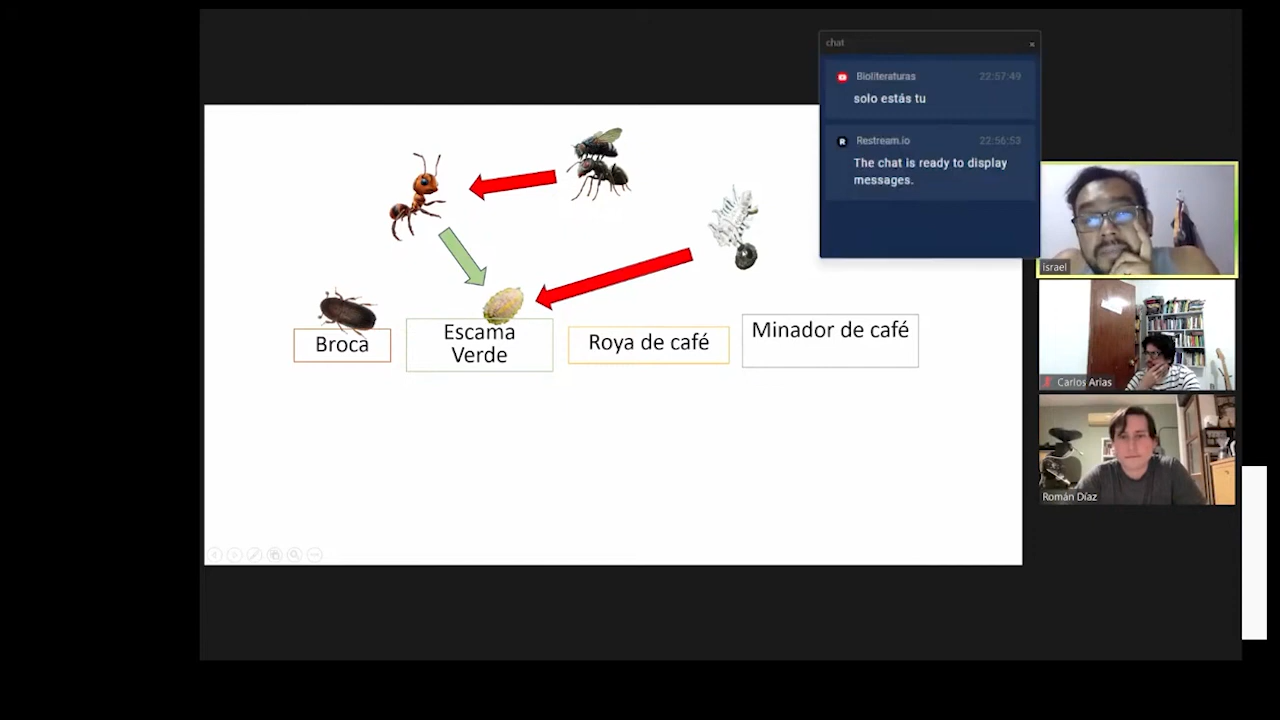 chat
Bioliteraturas 22:57:49
solo estás tu
Restream.io 22:56:53
The chat is ready to display
messages.
Broca
Escama
Verde
Roya de café
Minador de café
israel
Carlos Arias
Román Díaz